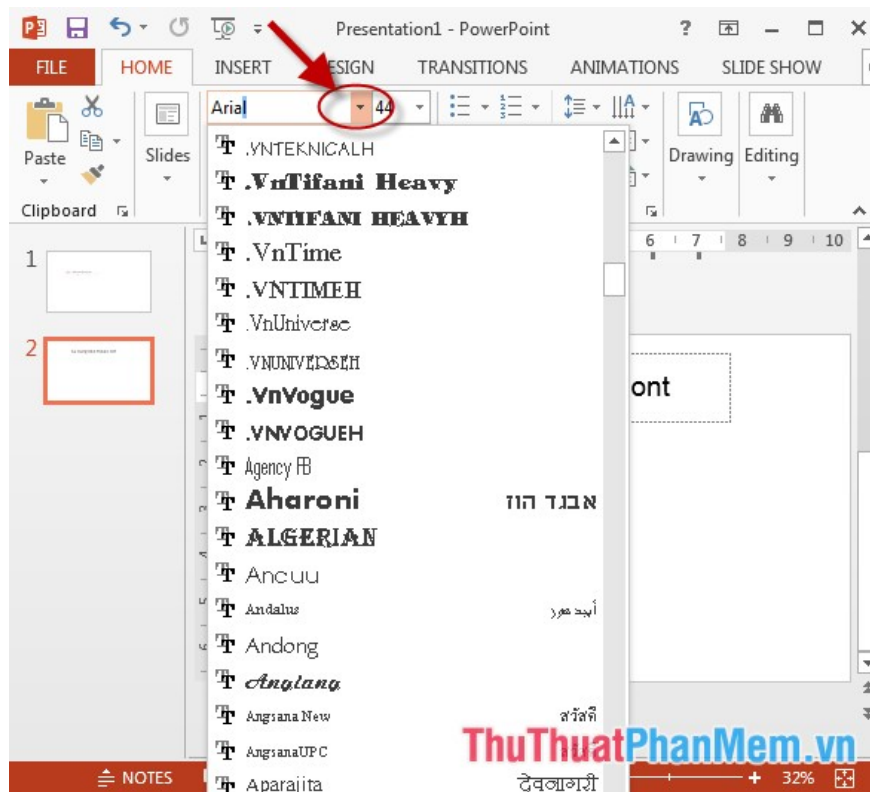 Presentation1 - PowerPoint
FILE HOME INSERT DESIGN TRANSITIONS ANIMATIONS SLIDE SHOW
Arial 44
Paste Slides Drawing Editing
Clipboard
.VNTEKNICALH
.VnTifani Heavy
.VNTIFANI HEAVYH
.VnTime
.VNTIMEH
.VnUniverse
.VNUNIVERSEH
.VnVogue
.VNVOGUEH
Agency FB
Aharoni אבגד הוז
ALGERIAN
Ancuu
Andalus أبجد هوز
Andong
Anglang
Angsana New สวัสดี
AngsanaUPC
Aparajita देवनागरी
6 7 8 9 10
1
2
ont
ThuThuatPhanMem.vn
NOTES 32%